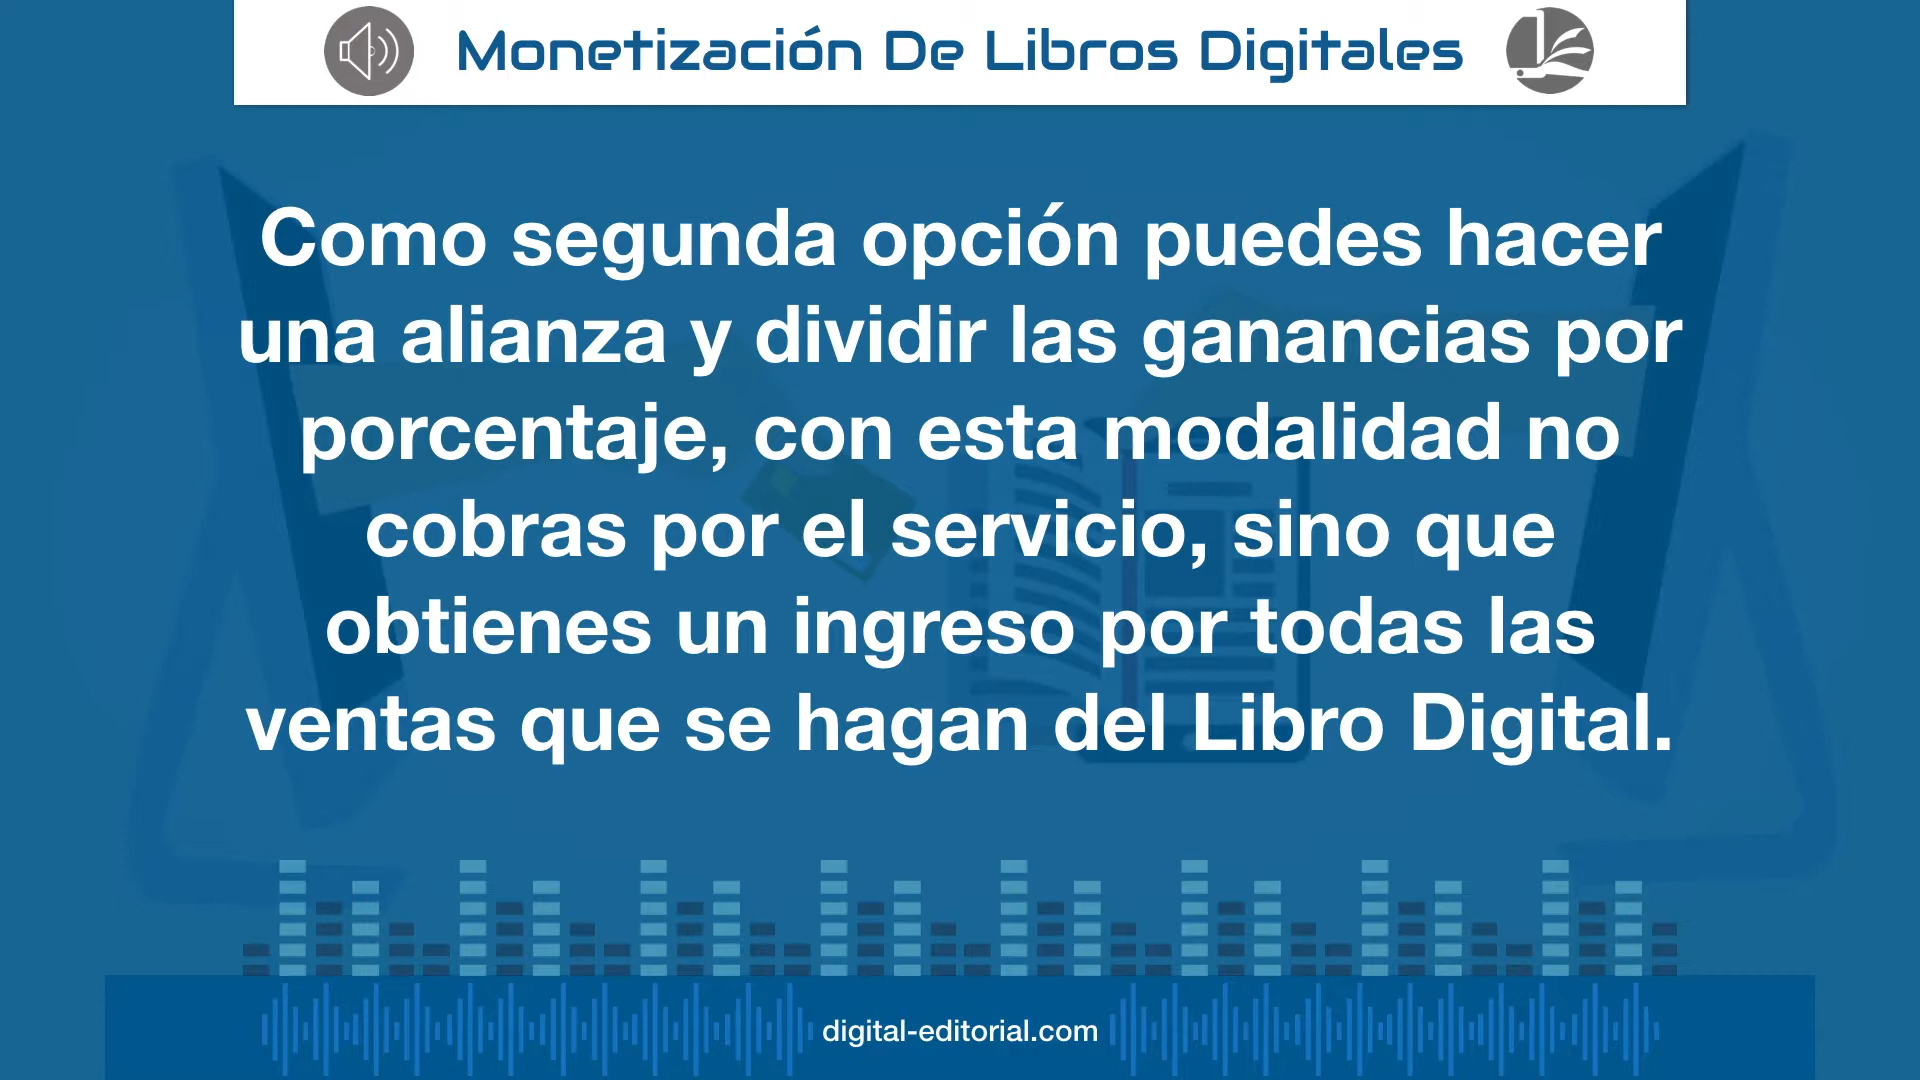 Monetización De Libros Digitales
Como segunda opción puedes hacer
una alianza y dividir las ganancias por
porcentaje, con esta modalidad no
cobras por el servicio, sino que
obtienes un ingreso por todas las
ventas que se hagan del Libro Digital.
digital-editorial.com